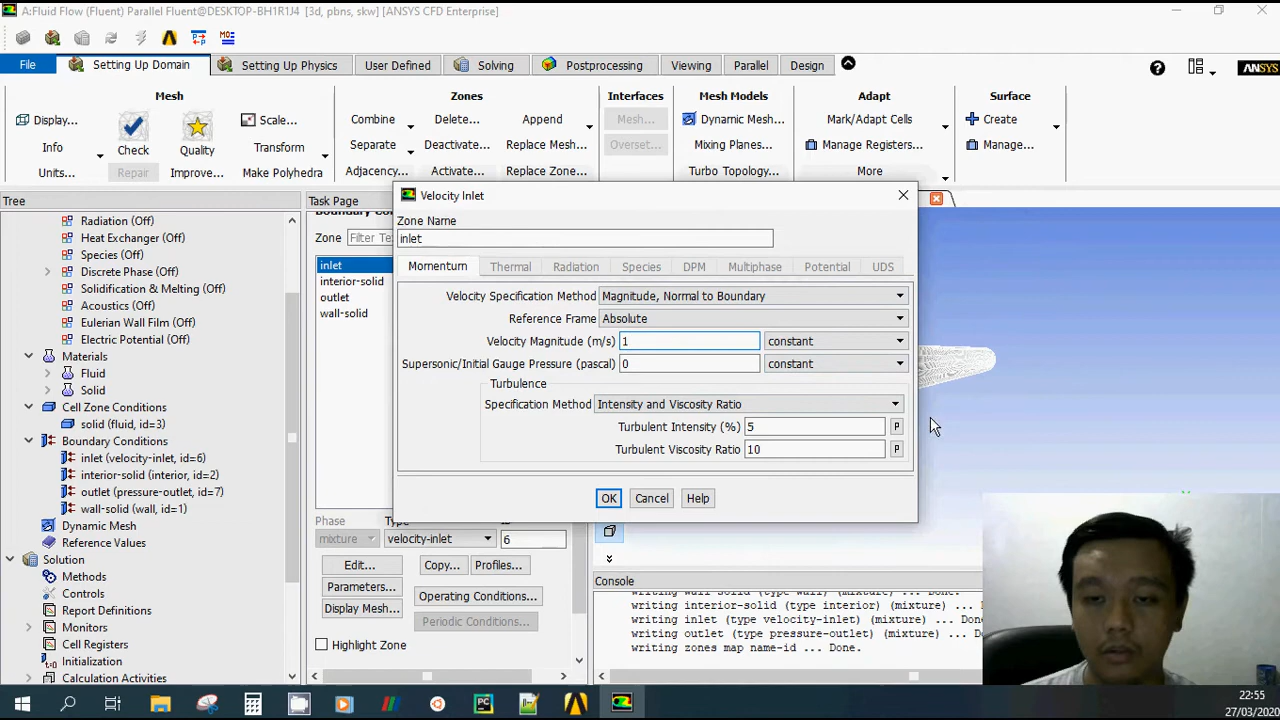 A:Fluid Flow (Fluent) Parallel Fluent@DESKTOP-BH1R1J4 [3d, pbns, skw] [ANSYS CFD Enterprise]
File
Setting Up Domain
Setting Up Physics
User Defined
Solving
Postprocessing
Viewing
Parallel
Design
ANSYS
Mesh
Zones
Interfaces
Mesh Models
Adapt
Surface
Display...
Scale...
Combine
Delete...
Append
Mesh...
Dynamic Mesh...
Mark/Adapt Cells
Create
Info
Check
Quality
Transform
Separate
Deactivate...
Replace Mesh...
Overset...
Mixing Planes...
Manage Registers...
Manage...
Units...
Repair
Improve...
Make Polyhedra
Adjacency...
Activate...
Replace Zone...
Turbo Topology...
More
Tree
Radiation (Off)
Heat Exchanger (Off)
Species (Off)
Discrete Phase (Off)
Solidification & Melting (Off)
Acoustics (Off)
Eulerian Wall Film (Off)
Electric Potential (Off)
Materials
Fluid
Solid
Cell Zone Conditions
solid (fluid, id=3)
Boundary Conditions
inlet (velocity-inlet, id=6)
interior-solid (interior, id=2)
outlet (pressure-outlet, id=7)
wall-solid (wall, id=1)
Dynamic Mesh
Reference Values
Solution
Methods
Controls
Report Definitions
Monitors
Cell Registers
Initialization
Calculation Activities
Task Page
Zone Filter Te
inlet
interior-solid
outlet
wall-solid
Phase
mixture
velocity-inlet
6
Edit...
Copy...
Profiles...
Parameters...
Operating Conditions...
Display Mesh...
Periodic Conditions...
Highlight Zone
Velocity Inlet
Zone Name
inlet
Momentum
Thermal
Radiation
Species
DPM
Multiphase
Potential
UDS
Velocity Specification Method Magnitude, Normal to Boundary
Reference Frame Absolute
Velocity Magnitude (m/s) 1 constant
Supersonic/Initial Gauge Pressure (pascal) 0 constant
Turbulence
Specification Method Intensity and Viscosity Ratio
Turbulent Intensity (%) 5 P
Turbulent Viscosity Ratio 10 P
OK
Cancel
Help
Console
writing wall-solid (type wall) (mixture) ... Done.
writing interior-solid (type interior) (mixture) ... D
writing inlet (type velocity-inlet) (mixture) ... Don
writing outlet (type pressure-outlet) (mixture) ... D
writing zones map name-id ... Done.
22:55
27/03/2020